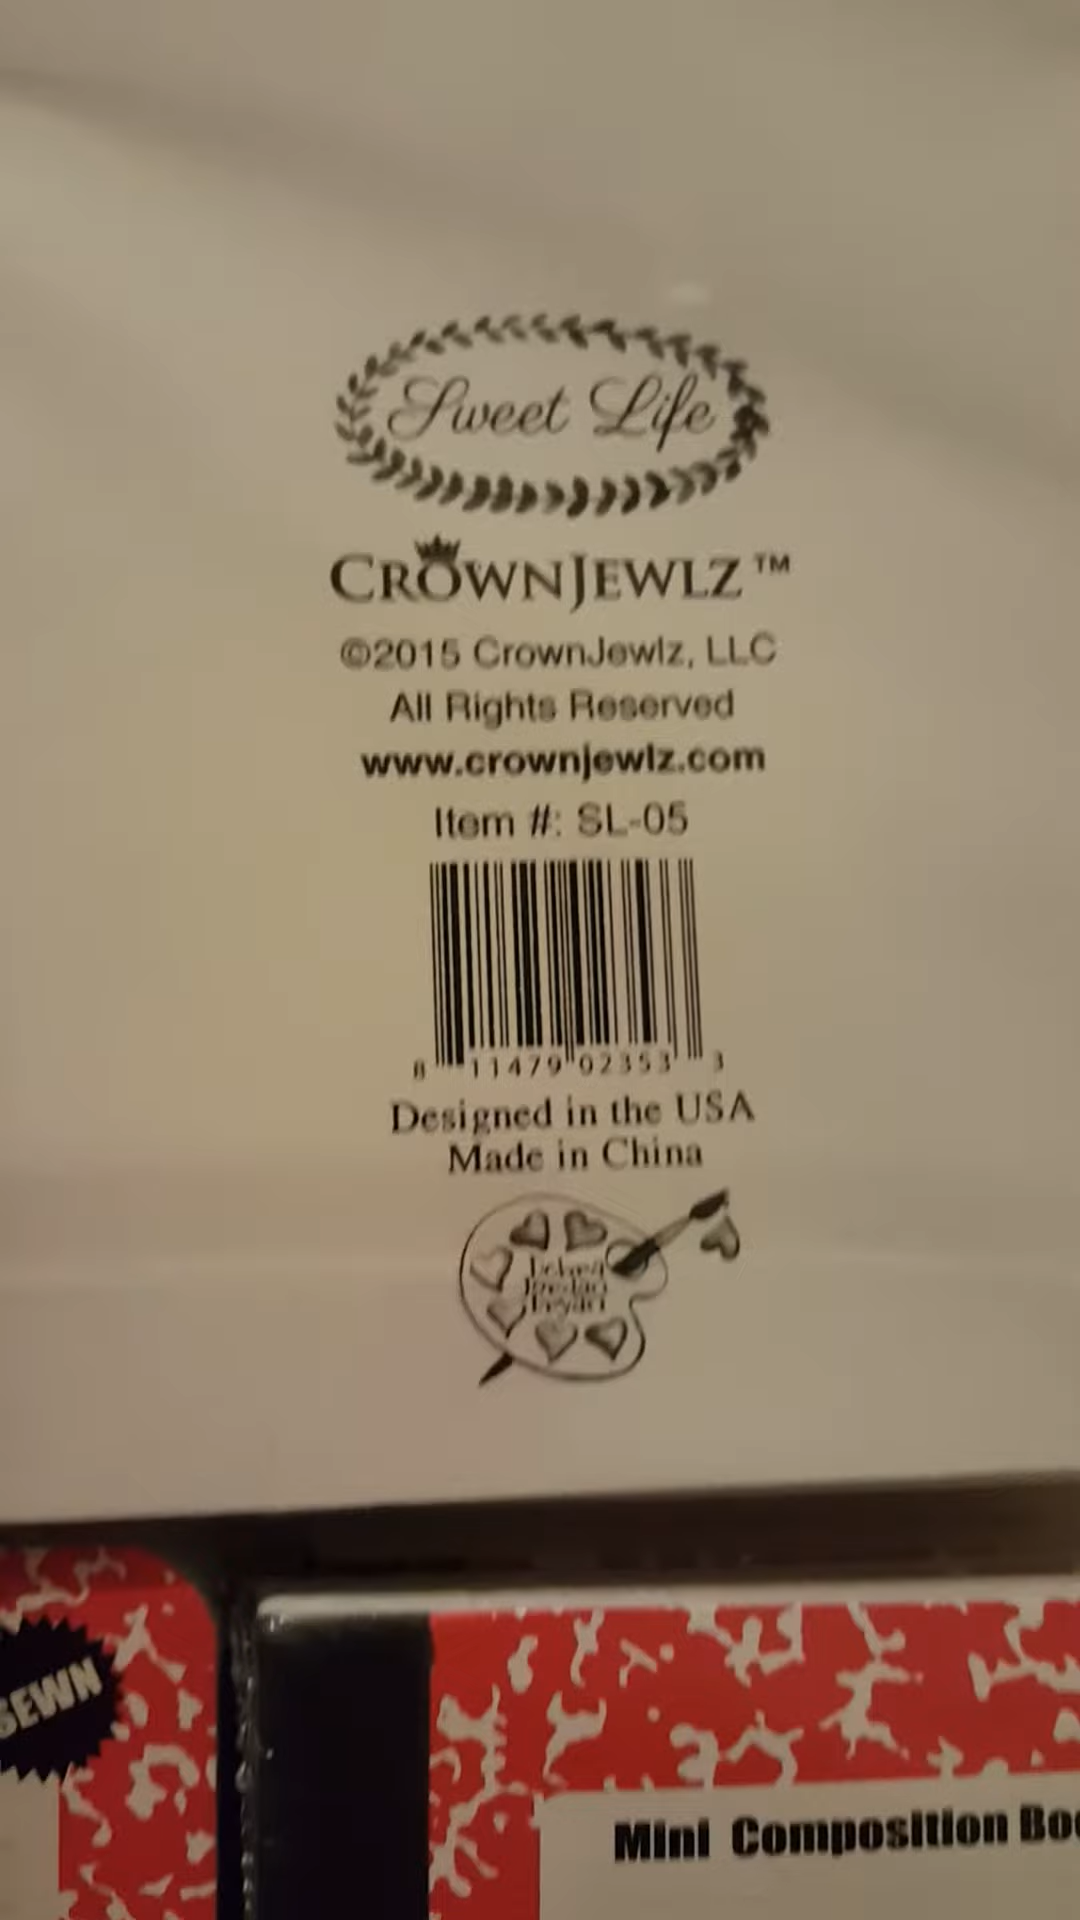 Sweet Life
CROWNJEWLZ™
©2015 CrownJewlz, LLC
All Rights Reserved
www.crownjewlz.com
Item #: SL-05
8 11479 02353 3
Designed in the USA
Made in China
SEWN
Mini Composition